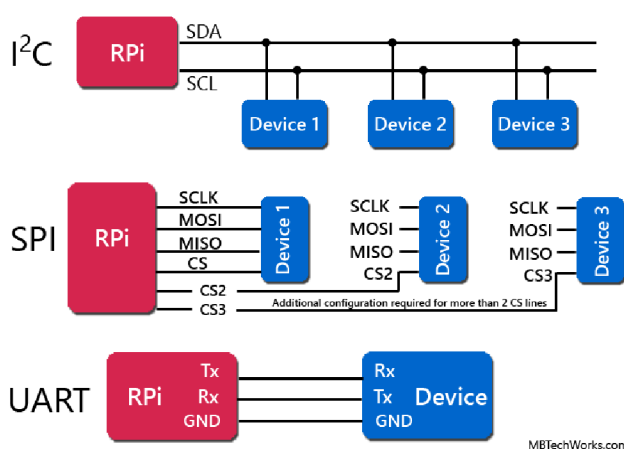 I²C
RPi
SDA
SCL
Device 1
Device 2
Device 3
SPI
RPi
SCLK
MOSI
MISO
CS
CS2
CS3
Device 1
SCLK
MOSI
MISO
CS2
Device 2
SCLK
MOSI
MISO
CS3
Device 3
Additional configuration required for more than 2 CS lines
UART
RPi
Tx
Rx
GND
Rx
Tx
GND
Device
MBTechWorks.com